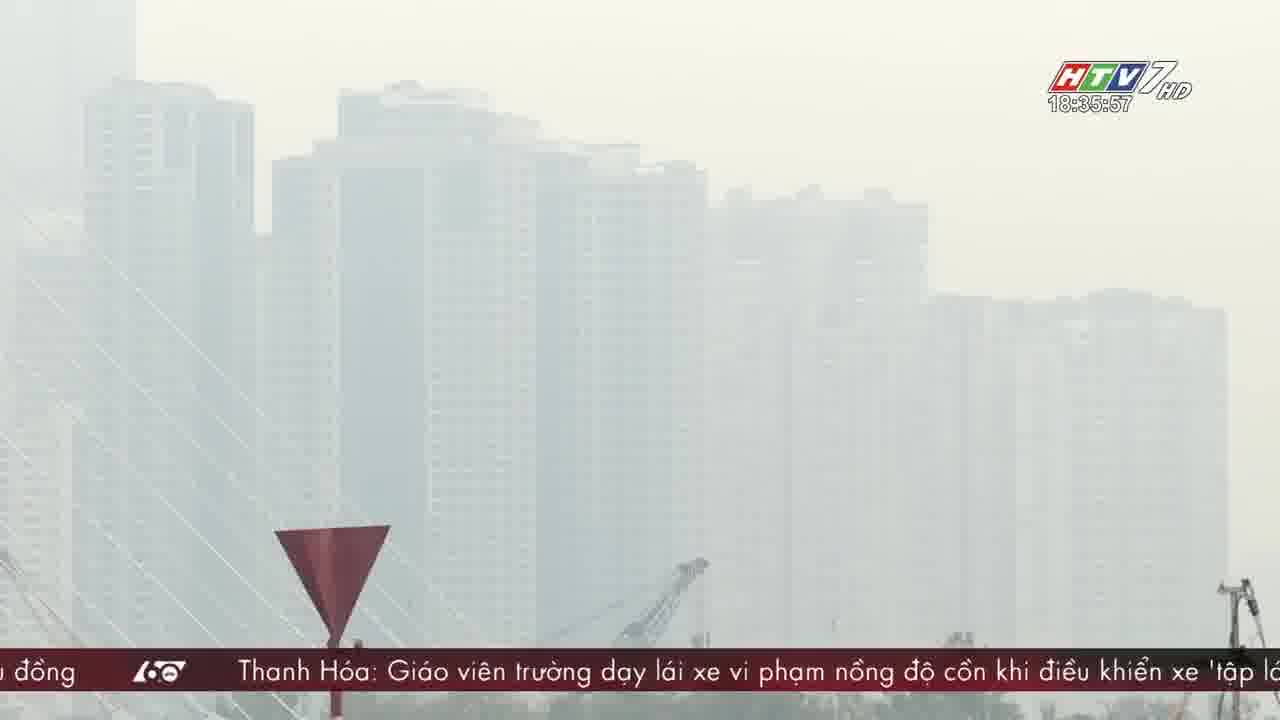 HTV7 HD
18:35:57
đồng 60 Thanh Hóa: Giáo viên trường dạy lái xe vi phạm nồng độ cồn khi điều khiển xe 'tập